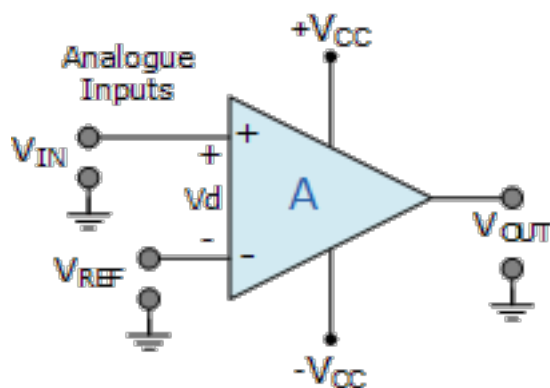 +VCC
Analogue
Inputs
VIN
+
+
Vd
A
-
-
VREF
VOUT
-VCC